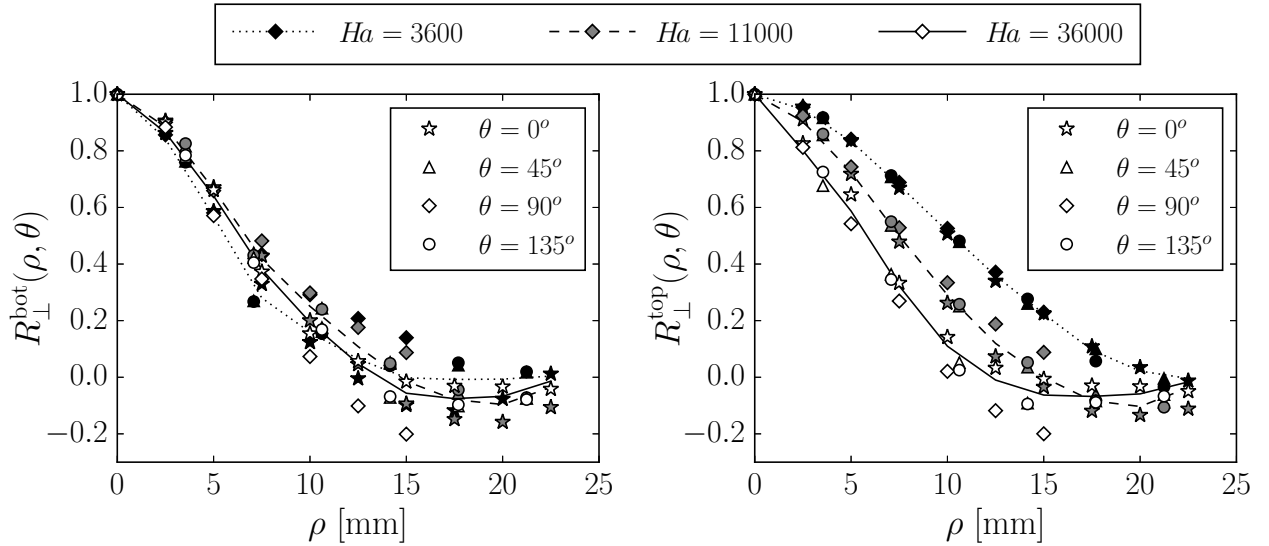 Ha = 3600 Ha = 11000 Ha = 36000
R⊥^bot(ρ, θ)
1.0
0.8
0.6
0.4
0.2
0.0
−0.2
0 5 10 15 20 25
ρ [mm]
θ = 0°
θ = 45°
θ = 90°
θ = 135°
R⊥^top(ρ, θ)
1.0
0.8
0.6
0.4
0.2
0.0
−0.2
0 5 10 15 20 25
ρ [mm]
θ = 0°
θ = 45°
θ = 90°
θ = 135°